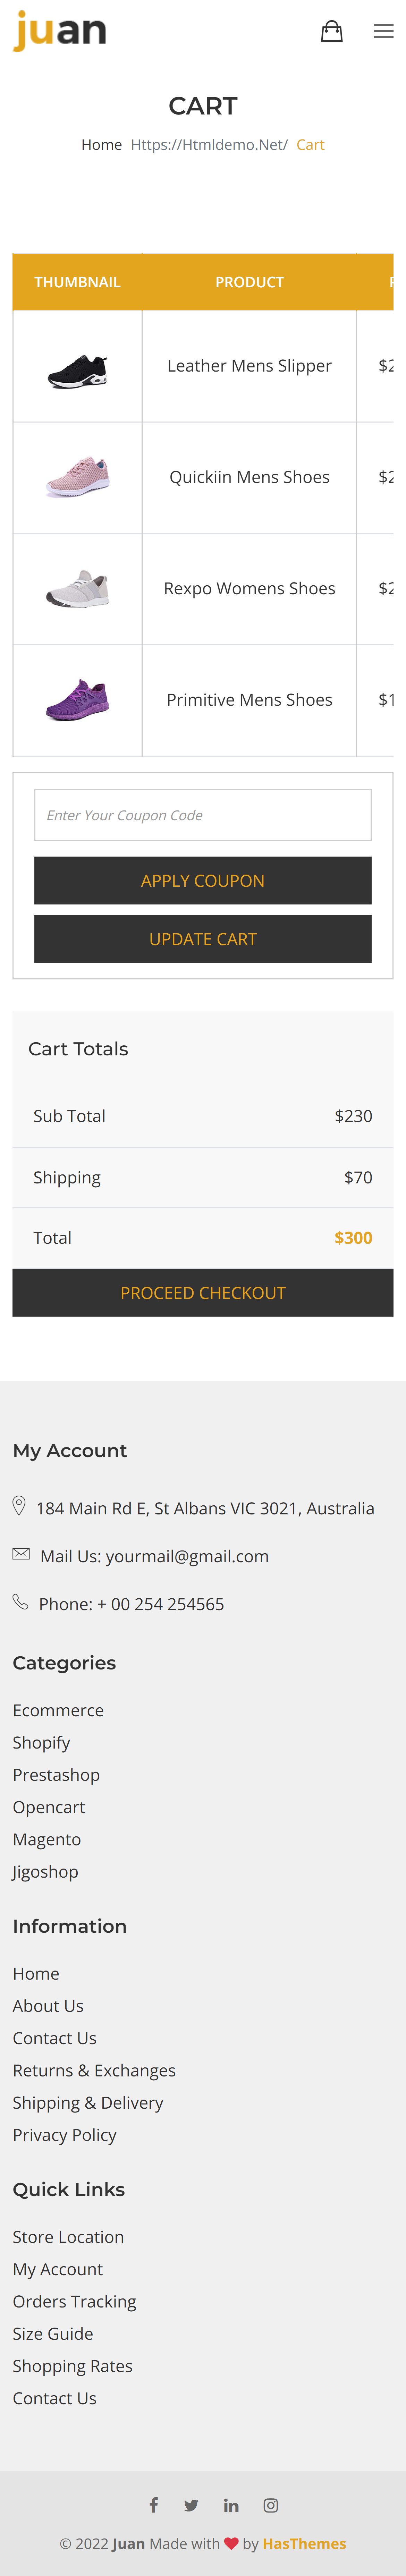 juan
CART
Home Https://Htmldemo.Net/ Cart
THUMBNAIL PRODUCT
Leather Mens Slipper $2
Quickiin Mens Shoes $2
Rexpo Womens Shoes $2
Primitive Mens Shoes $1
Enter Your Coupon Code
APPLY COUPON
UPDATE CART
Cart Totals
Sub Total $230
Shipping $70
Total $300
PROCEED CHECKOUT
My Account
184 Main Rd E, St Albans VIC 3021, Australia
Mail Us: yourmail@gmail.com
Phone: + 00 254 254565
Categories
Ecommerce
Shopify
Prestashop
Opencart
Magento
Jigoshop
Information
Home
About Us
Contact Us
Returns & Exchanges
Shipping & Delivery
Privacy Policy
Quick Links
Store Location
My Account
Orders Tracking
Size Guide
Shopping Rates
Contact Us
© 2022 Juan Made with ❤ by HasThemes